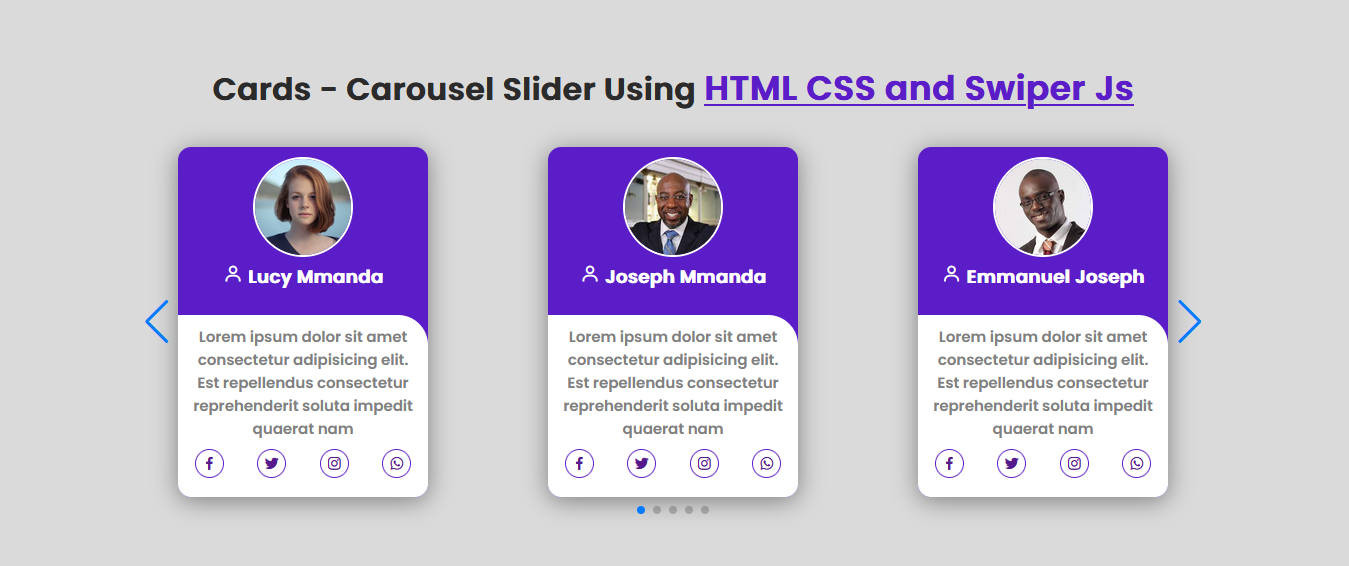 Cards - Carousel Slider Using HTML CSS and Swiper Js
Lucy Mmanda
Lorem ipsum dolor sit amet
consectetur adipisicing elit.
Est repellendus consectetur
reprehenderit soluta impedit
quaerat nam
Joseph Mmanda
Lorem ipsum dolor sit amet
consectetur adipisicing elit.
Est repellendus consectetur
reprehenderit soluta impedit
quaerat nam
Emmanuel Joseph
Lorem ipsum dolor sit amet
consectetur adipisicing elit.
Est repellendus consectetur
reprehenderit soluta impedit
quaerat nam